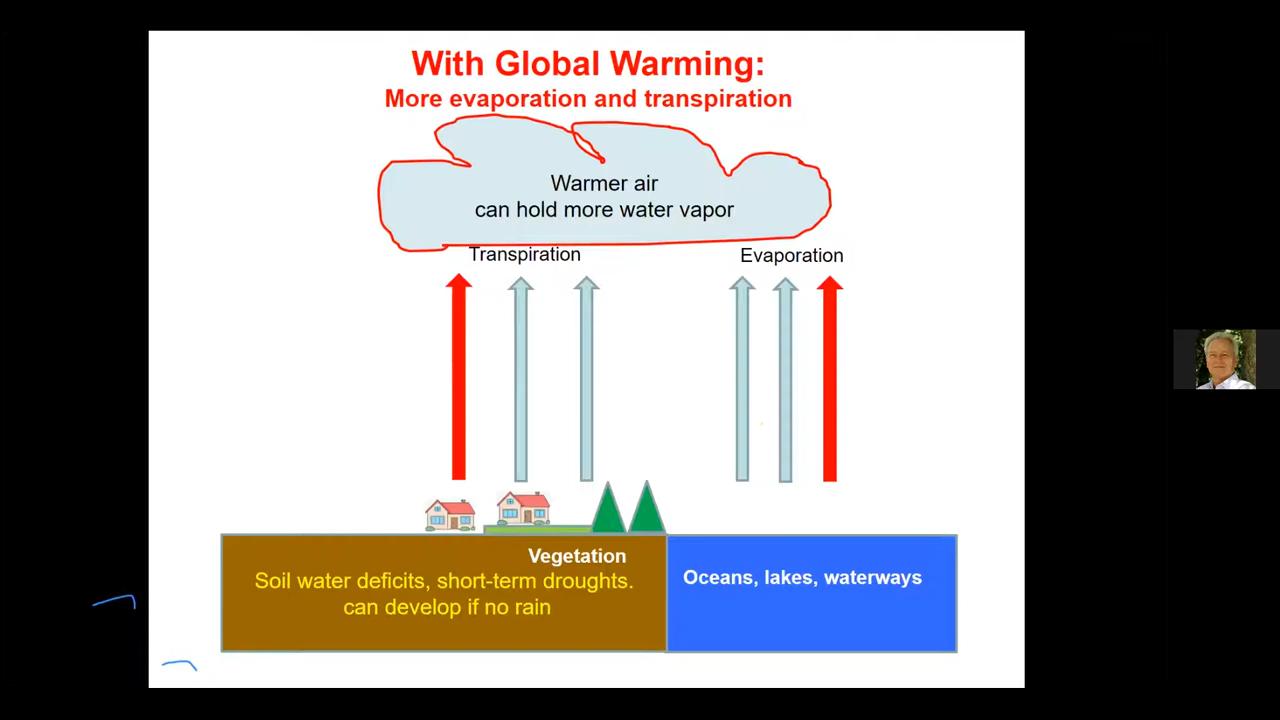 With Global Warming:
More evaporation and transpiration
Warmer air
can hold more water vapor
Transpiration
Evaporation
Vegetation
Soil water deficits, short-term droughts.
can develop if no rain
Oceans, lakes, waterways